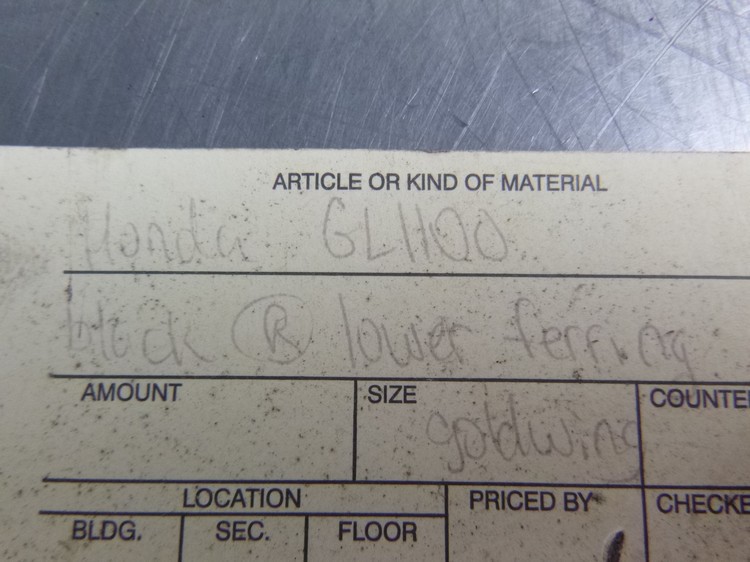 ARTICLE OR KIND OF MATERIAL
Honda GL1100
black R lower ferring
AMOUNT SIZE COUNTE
goldwing
LOCATION PRICED BY CHECKE
BLDG. SEC. FLOOR